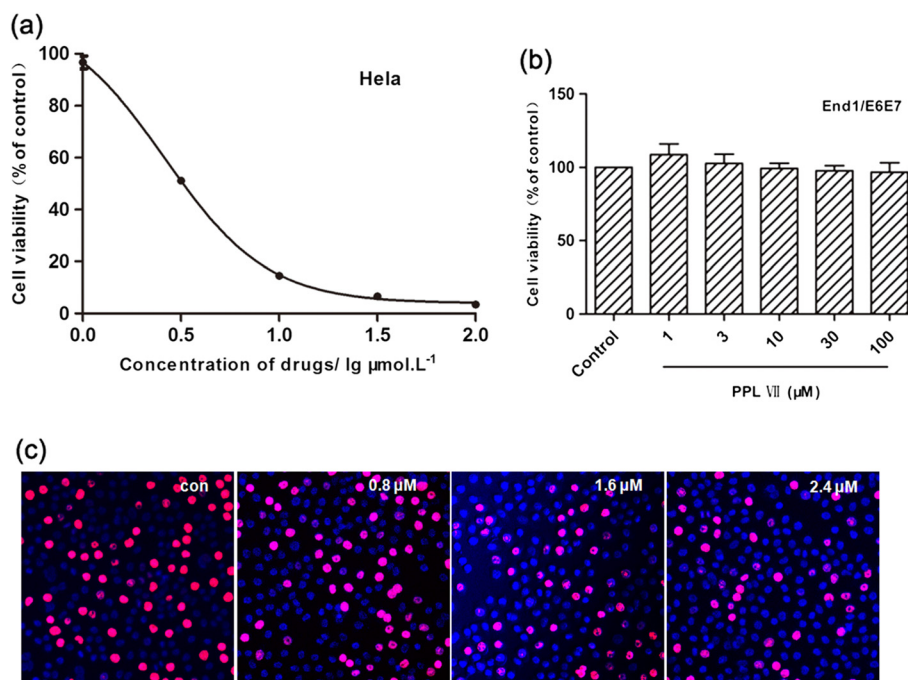 (a)
Hela
100
80
60
40
20
0
0.0 0.5 1.0 1.5 2.0
Cell viability (% of control)
Concentration of drugs/ lg μmol.L-1
(b)
End1/E6E7
150
100
50
0
Cell viability (% of control)
Control 1 3 10 30 100
PPL Ⅶ (μM)
(c)
con 0.8 μM 1.6 μM 2.4 μM